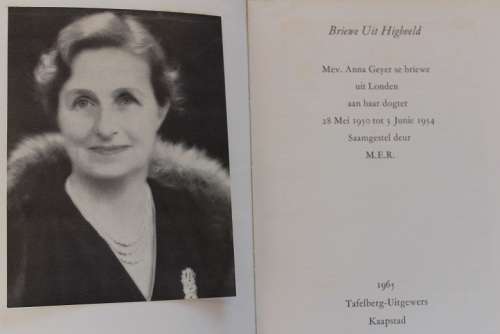 Briewe Uit Highveld
Mev. Anna Geyer se briewe
uit Londen
aan haar dogter
28 Mei 1950 tot 5 Junie 1954
Saamgestel deur
M.E.R.
1965
Tafelberg-Uitgewers
Kaapstad